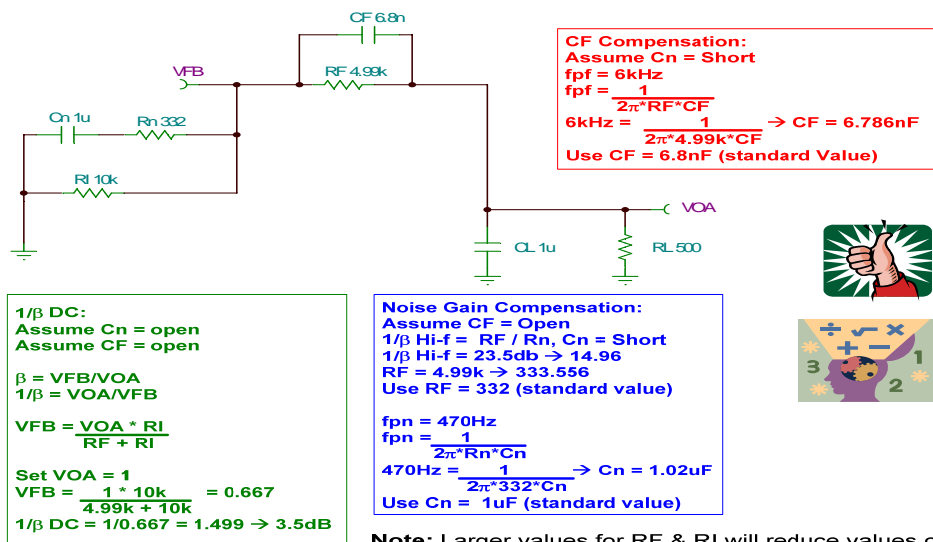 CF 6.8n
VFB
RF 4.99k
Cn 1u
Rn 332
RI 10k
VOA
CL 1u
RL 500
CF Compensation:
Assume Cn = Short
fpf = 6kHz
fpf = 1
2π*RF*CF
6kHz = 1 → CF = 6.786nF
2π*4.99k*CF
Use CF = 6.8nF (standard Value)
1/β DC:
Assume Cn = open
Assume CF = open
β = VFB/VOA
1/β = VOA/VFB
VFB = VOA * RI
RF + RI
Set VOA = 1
VFB = 1 * 10k = 0.667
4.99k + 10k
1/β DC = 1/0.667 = 1.499 → 3.5dB
Noise Gain Compensation:
Assume CF = Open
1/β Hi-f = RF / Rn, Cn = Short
1/β Hi-f = 23.5db → 14.96
RF = 4.99k → 333.556
Use RF = 332 (standard value)
fpn = 470Hz
fpn = 1
2π*Rn*Cn
470Hz = 1 → Cn = 1.02uF
2π*332*Cn
Use Cn = 1uF (standard value)
÷ √ ×
+ −
3 1
2
Note: Larger values for RF & RI will reduce values